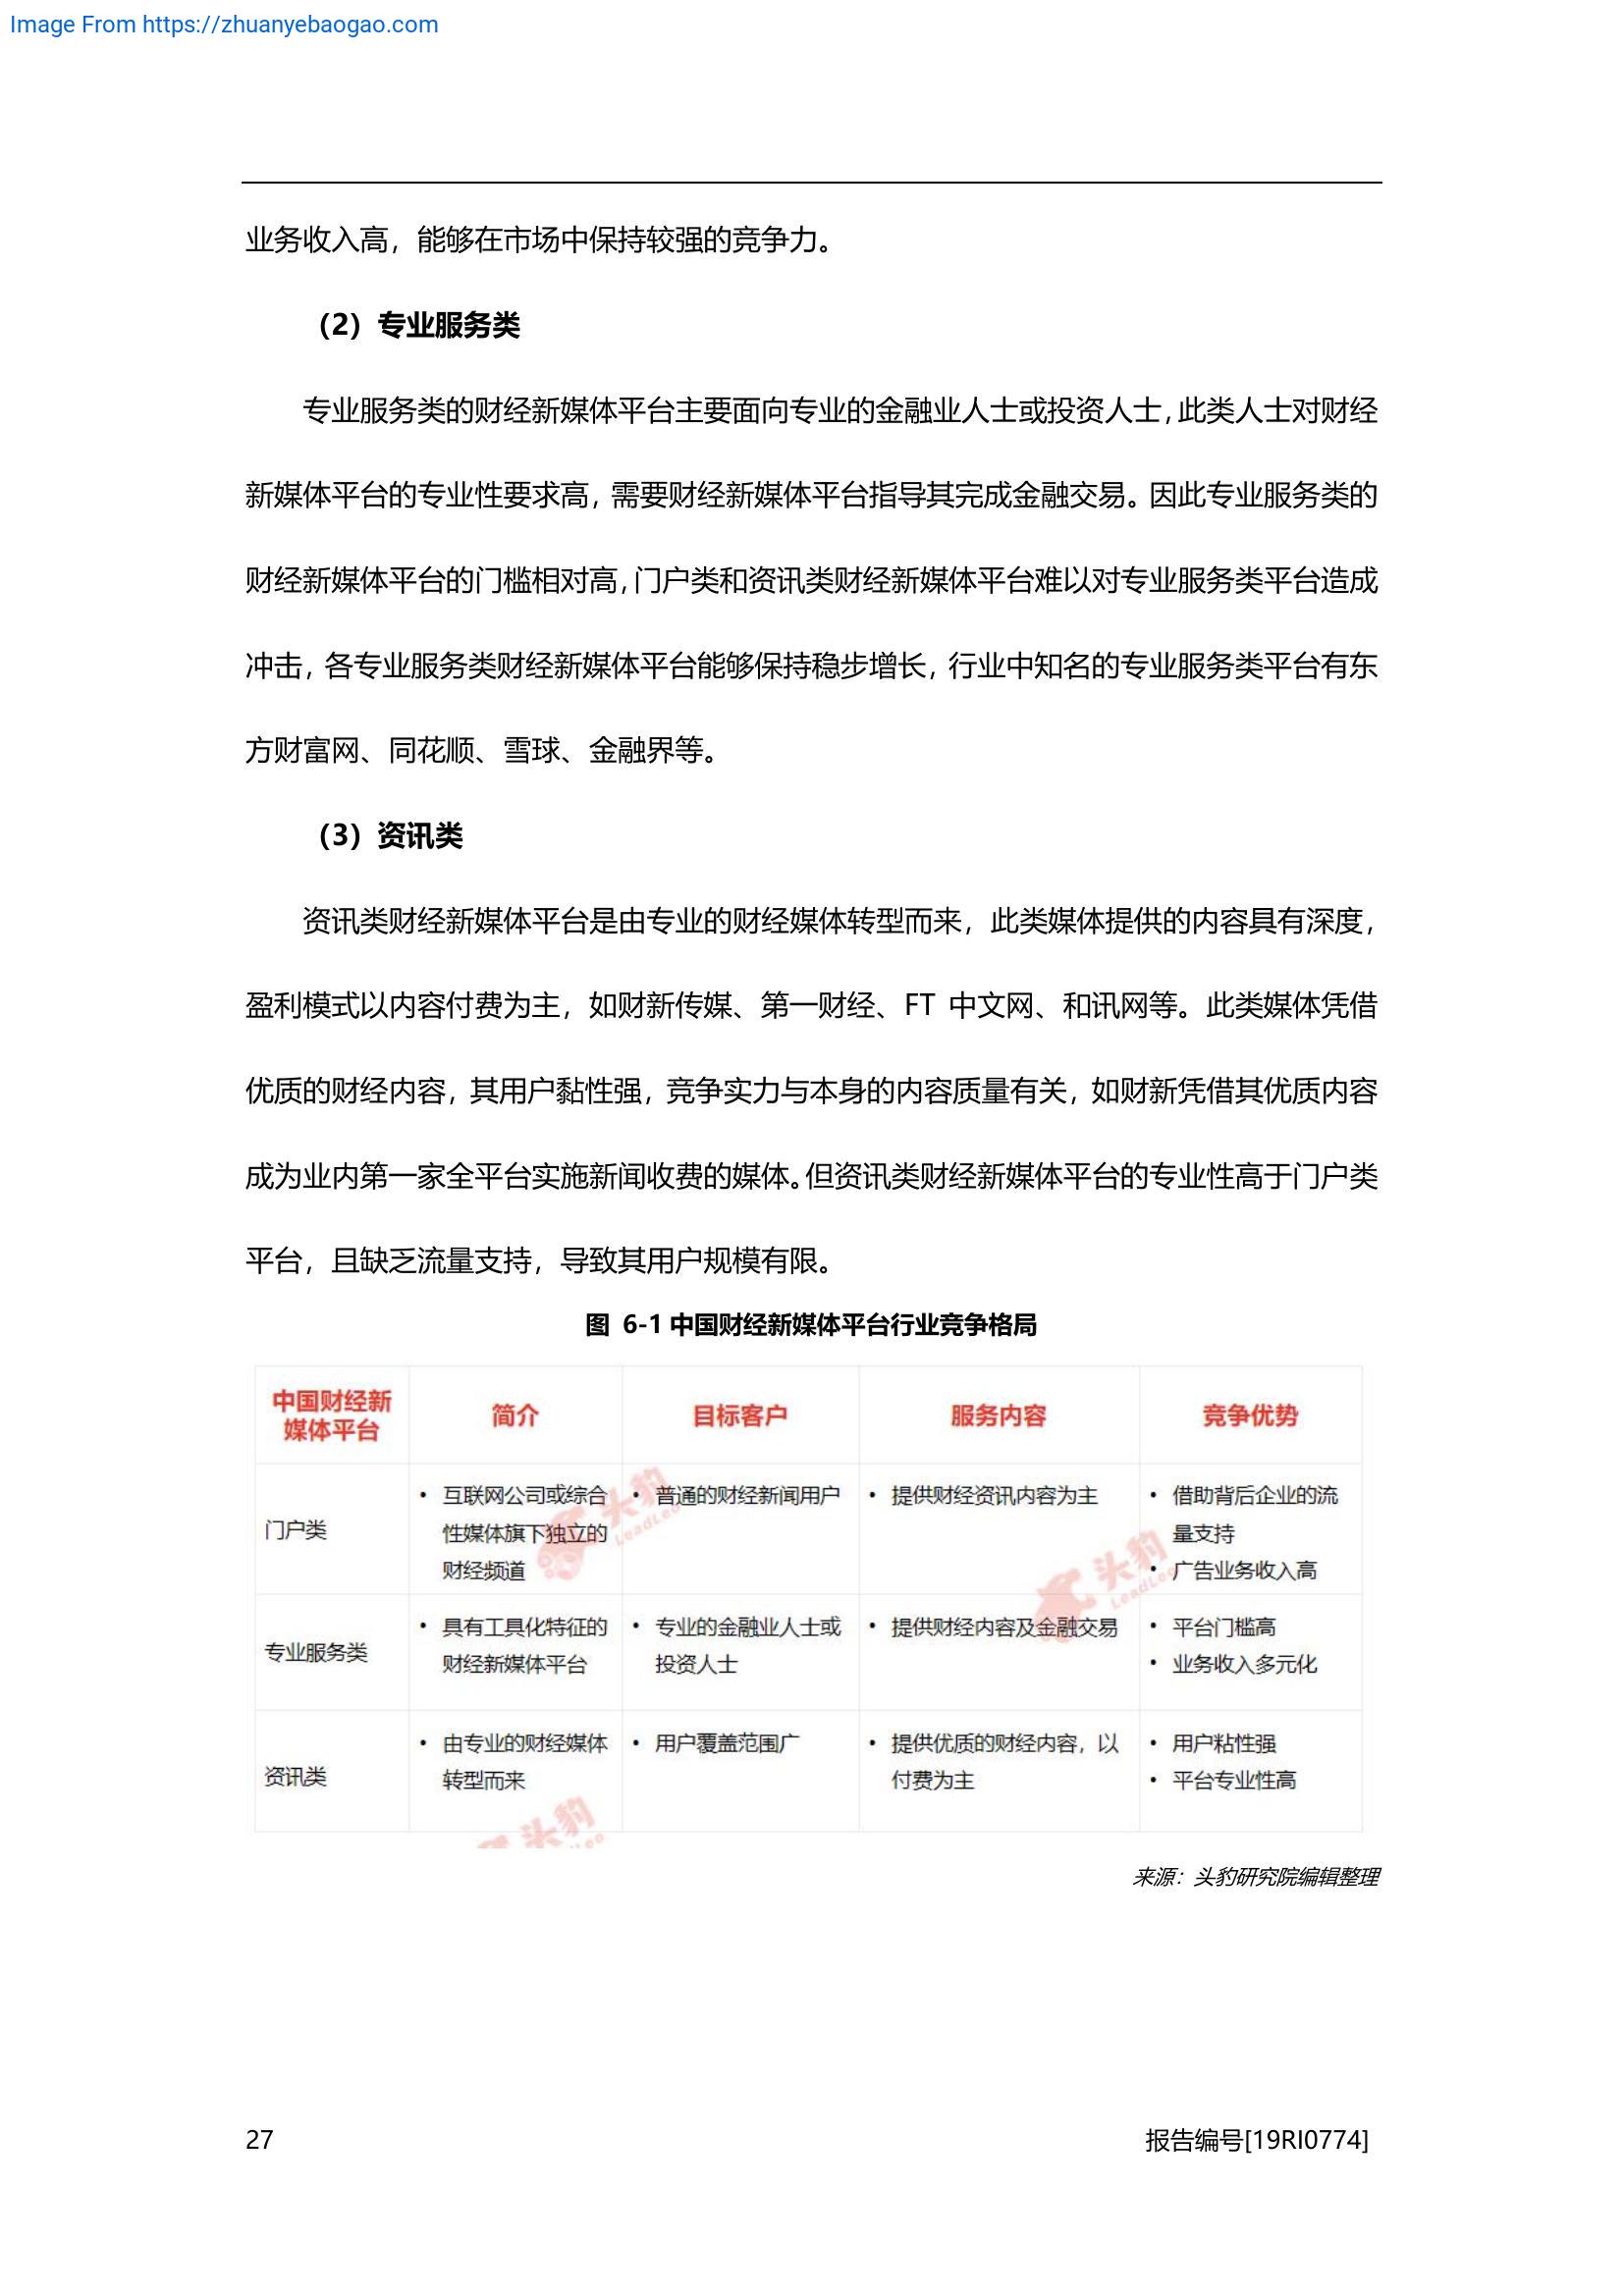 Image From https://zhuanyebaogao.com
业务收入高，能够在市场中保持较强的竞争力。
（2）专业服务类
专业服务类的财经新媒体平台主要面向专业的金融业人士或投资人士，此类人士对财经
新媒体平台的专业性要求高，需要财经新媒体平台指导其完成金融交易。因此专业服务类的
财经新媒体平台的门槛相对高，门户类和资讯类财经新媒体平台难以对专业服务类平台造成
冲击，各专业服务类财经新媒体平台能够保持稳步增长，行业中知名的专业服务类平台有东
方财富网、同花顺、雪球、金融界等。
（3）资讯类
资讯类财经新媒体平台是由专业的财经媒体转型而来，此类媒体提供的内容具有深度，
盈利模式以内容付费为主，如财新传媒、第一财经、FT 中文网、和讯网等。此类媒体凭借
优质的财经内容，其用户黏性强，竞争实力与本身的内容质量有关，如财新凭借其优质内容
成为业内第一家全平台实施新闻收费的媒体。但资讯类财经新媒体平台的专业性高于门户类
平台，且缺乏流量支持，导致其用户规模有限。
图 6-1 中国财经新媒体平台行业竞争格局
中国财经新
媒体平台
简介
目标客户
服务内容
竞争优势
门户类
• 互联网公司或综合
性媒体旗下独立的
财经频道
• 普通的财经新闻用户
• 提供财经资讯内容为主
• 借助背后企业的流
量支持
• 广告业务收入高
专业服务类
• 具有工具化特征的
财经新媒体平台
• 专业的金融业人士或
投资人士
• 提供财经内容及金融交易
• 平台门槛高
• 业务收入多元化
资讯类
• 由专业的财经媒体
转型而来
• 用户覆盖范围广
• 提供优质的财经内容，以
付费为主
• 用户粘性强
• 平台专业性高
头豹
LeadLeo
头豹
LeadLeo
头豹
来源：头豹研究院编辑整理
27
报告编号[19RI0774]